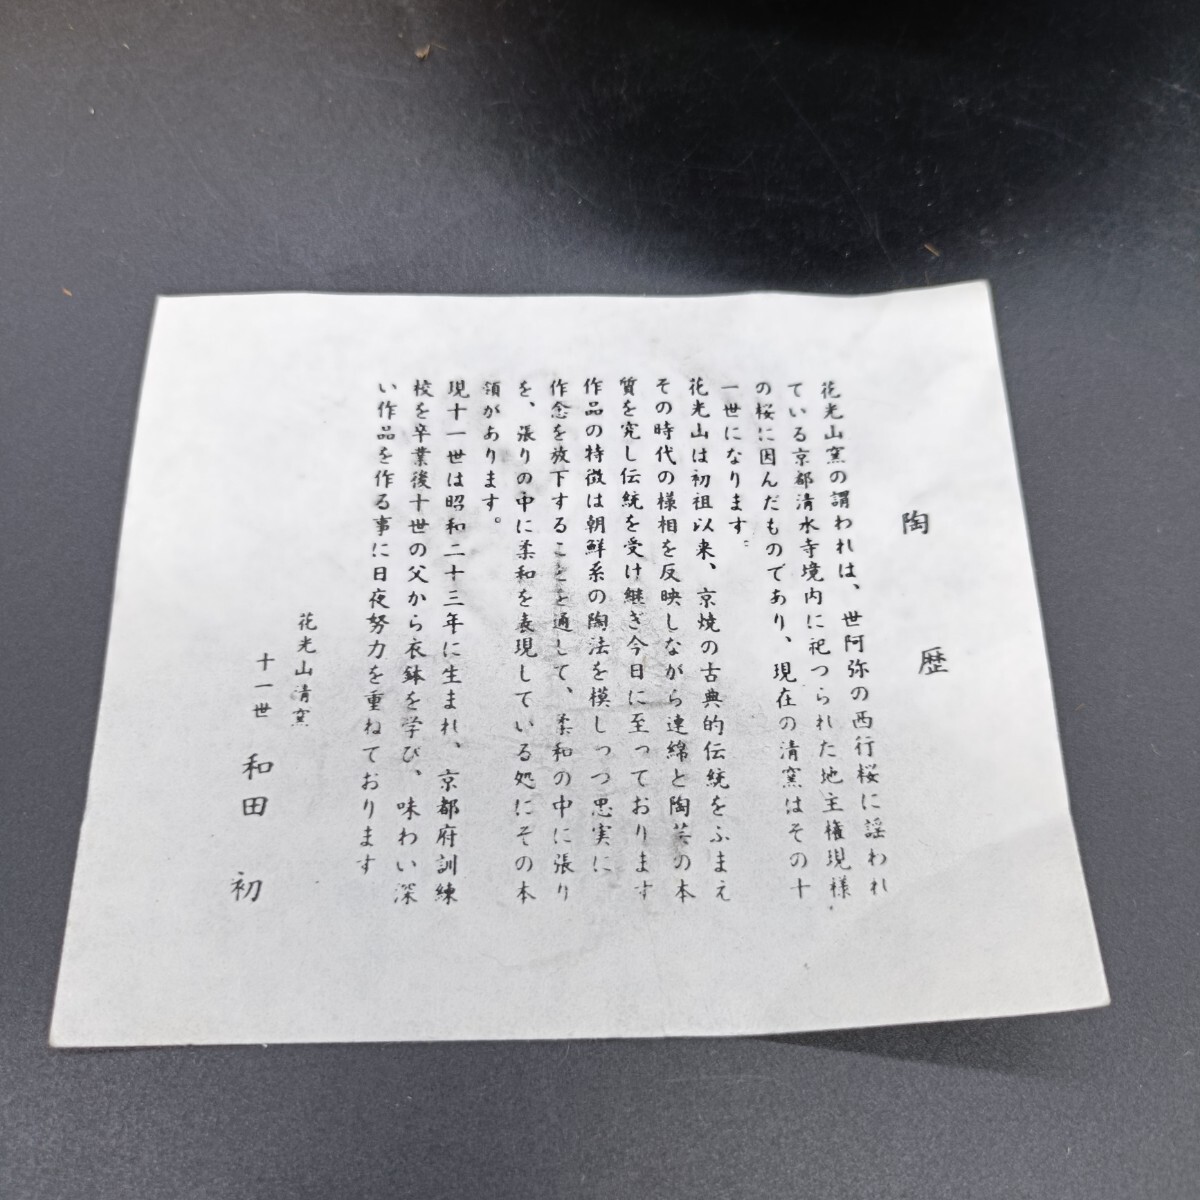 陶歴
花光山窯の謂われは、世阿弥の西行桜に謡われ
ている京都清水寺境内に祀つられた地主権現様
の桜に因んだものであり、現在の清窯はその十
一世になります。
花光山は初祖以来、京焼の古典的伝統をふまえ
その時代の様相を反映しながら連綿と陶芸の本
質を究し伝統を受け継ぎ今日に至っております
作品の特徴は朝鮮系の陶法を模しつつ忠実に
作念を放下することを通して、柔和の中に張り
を、張りの中に柔和を表現している処にその本
領があります。
現十一世は昭和二十三年に生まれ、京都府訓練
校を卒業後十世の父から衣鉢を学び、味わい深
い作品を作る事に日夜努力を重ねております
花光山清窯
十一世 和田 初